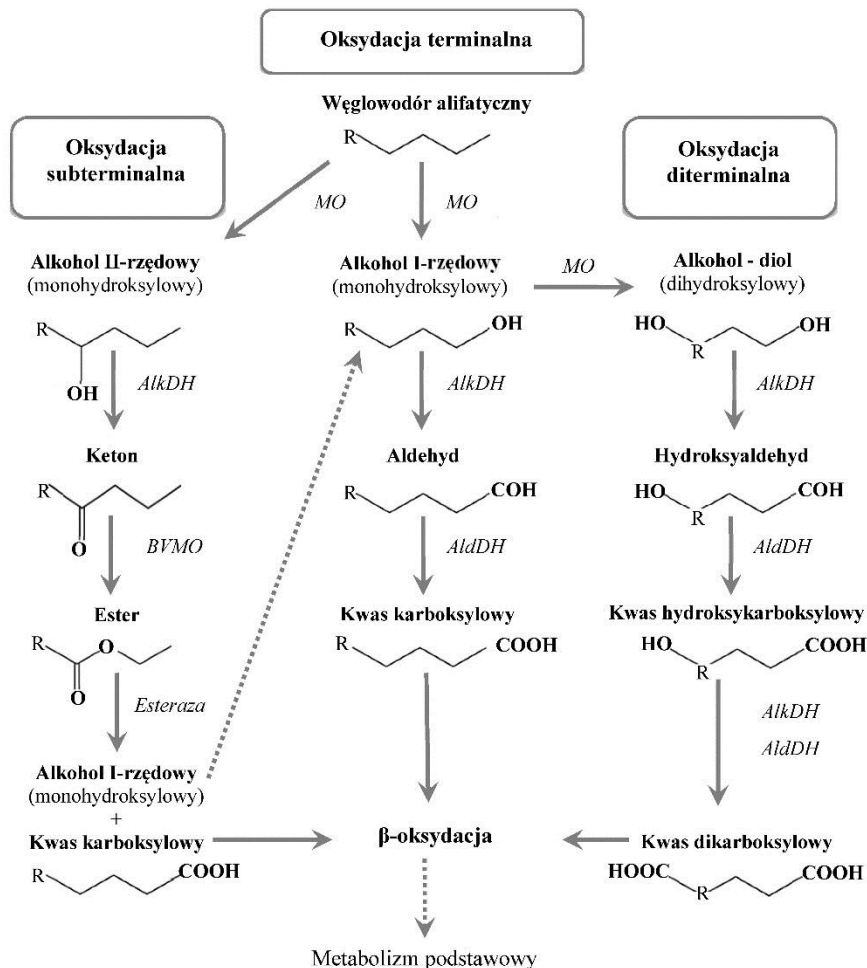 Oksydacja terminalna
Węglowodór alifatyczny
R
Oksydacja
subterminalna
Oksydacja
diterminalna
MO
MO
Alkohol II-rzędowy
(monohydroksylowy)
Alkohol I-rzędowy
(monohydroksylowy)
MO
Alkohol - diol
(dihydroksylowy)
R
OH
AlkDH
R
OH
AlkDH
HO
R
OH
AlkDH
Keton
Aldehyd
Hydroksyaldehyd
R
O
BVMO
R
COH
AldDH
HO
R
COH
AldDH
Ester
Kwas karboksylowy
Kwas hydroksykarboksylowy
R
O
O
Esteraza
R
COOH
HO
R
COOH
AlkDH
AldDH
Alkohol I-rzędowy
(monohydroksylowy)
+
Kwas karboksylowy
β-oksydacja
Kwas dikarboksylowy
R
COOH
HOOC
R
COOH
Metabolizm podstawowy